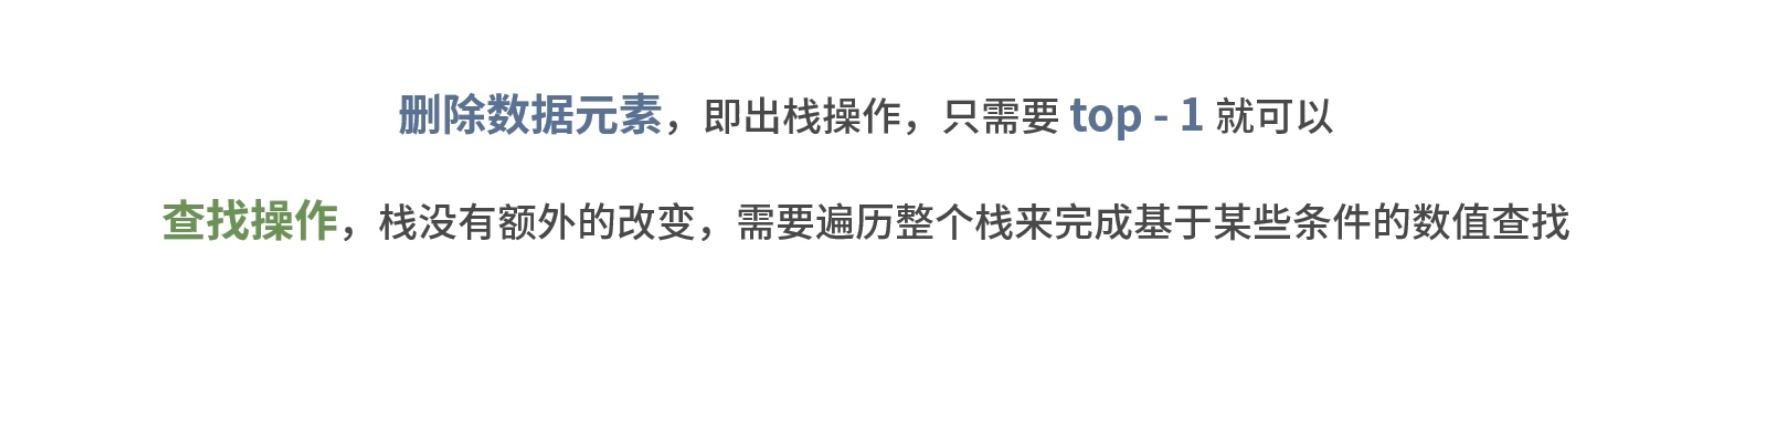 删除数据元素，即出栈操作，只需要 top - 1 就可以
查找操作，栈没有额外的改变，需要遍历整个栈来完成基于某些条件的数值查找